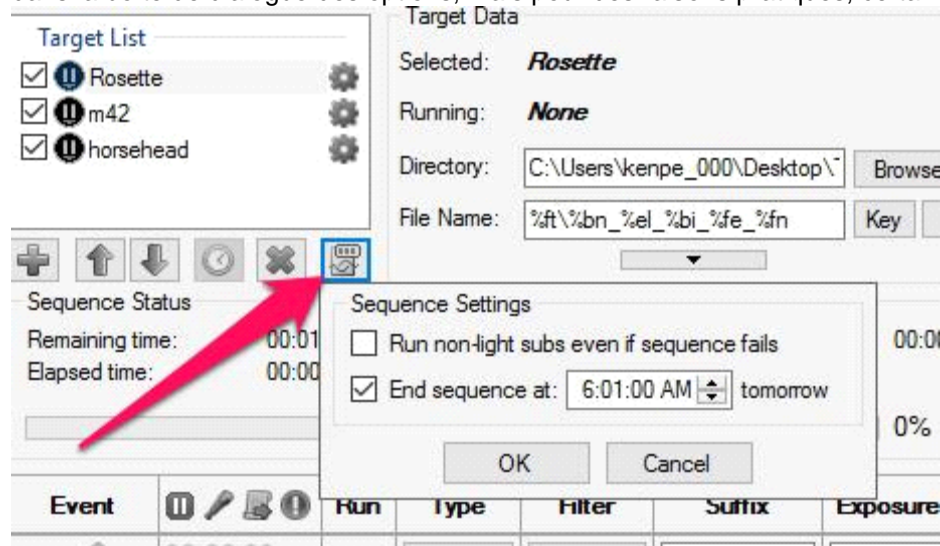 Target List
Rosette
m42
horsehead
Target Data
Selected: Rosette
Running: None
Directory: C:\Users\kenpe_000\Desktop\ Browse
File Name: %ft\%bn_%el_%bi_%fe_%fn Key
Sequence Status
Remaining time: 00:01
Elapsed time: 00:00
Sequence Settings
Run non-light subs even if sequence fails
End sequence at: 6:01:00 AM tomorrow
OK Cancel
00:00
0%
Event Run Type Filter Suffix Exposure